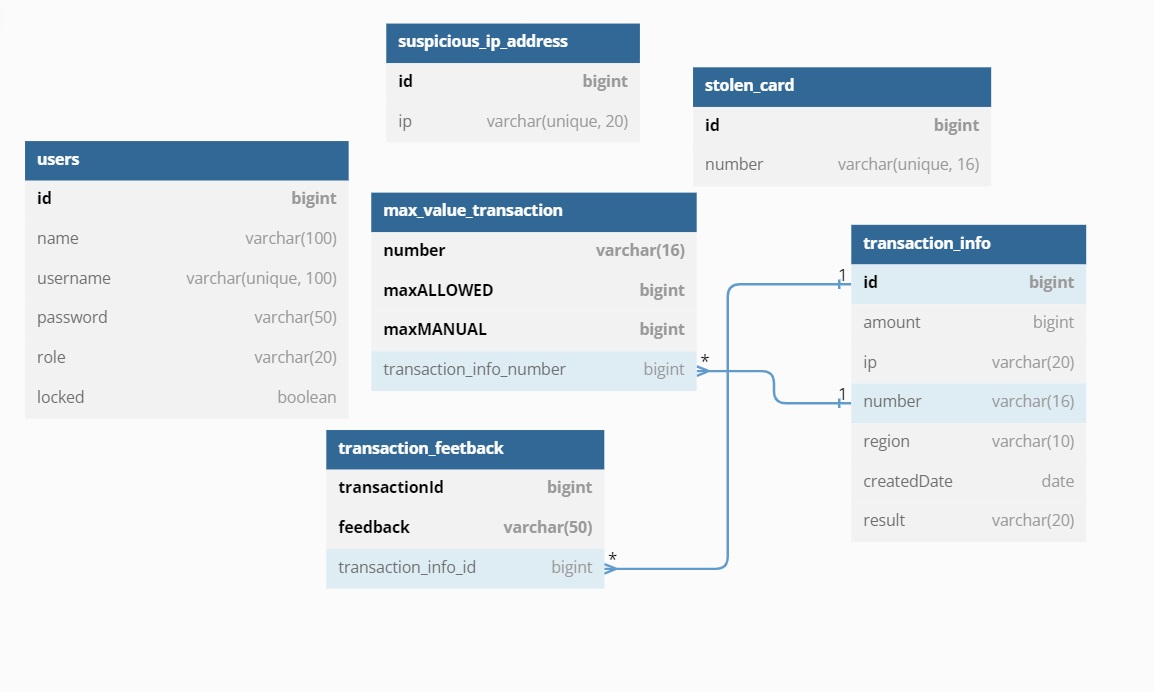 suspicious_ip_address
id bigint
ip varchar(unique, 20)
stolen_card
id bigint
number varchar(unique, 16)
users
id bigint
name varchar(100)
username varchar(unique, 100)
password varchar(50)
role varchar(20)
locked boolean
max_value_transaction
number varchar(16)
maxALLOWED bigint
maxMANUAL bigint
transaction_info_number bigint
*
1
1
transaction_info
id bigint
amount bigint
ip varchar(20)
number varchar(16)
region varchar(10)
createdDate date
result varchar(20)
transaction_feetback
transactionId bigint
feedback varchar(50)
transaction_info_id bigint
*